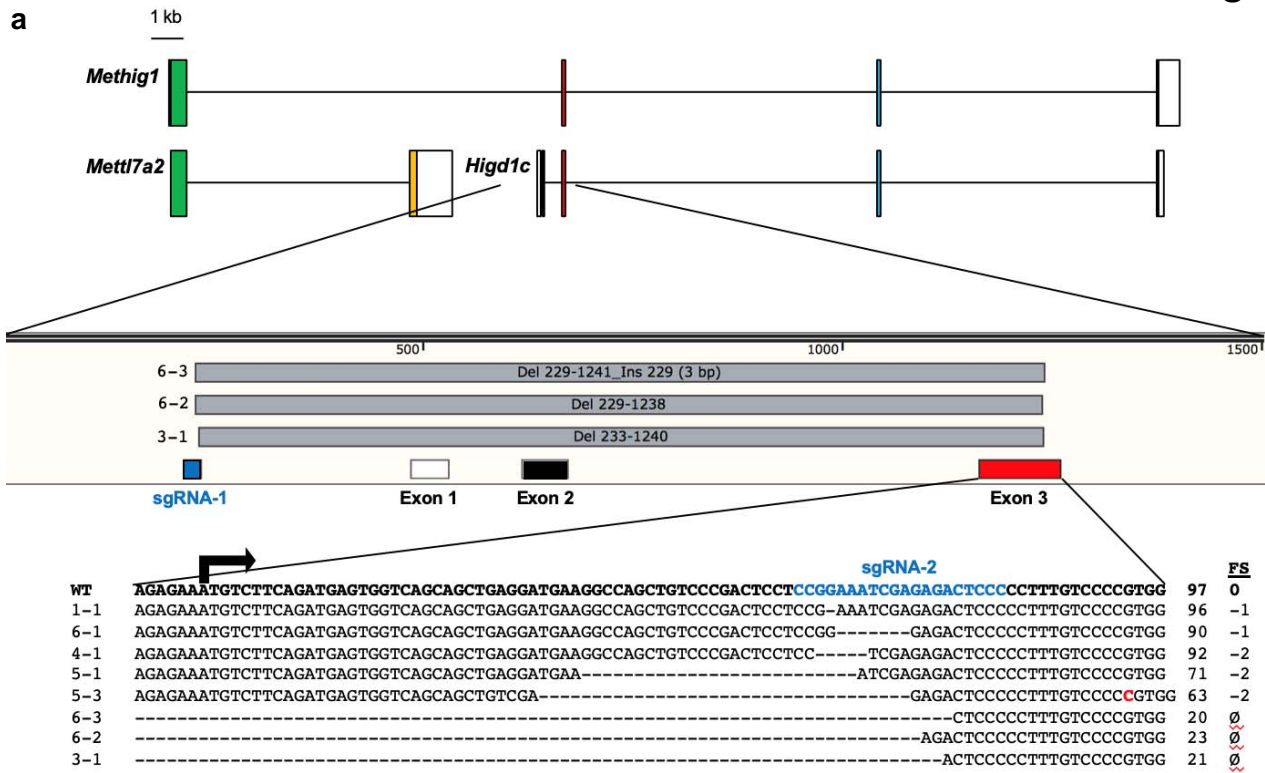 a
1 kb
Methig1
Mettl7a2
Higd1c
500 1000 1500
6-3 Del 229-1241_Ins 229 (3 bp)
6-2 Del 229-1238
3-1 Del 233-1240
sgRNA-1 Exon 1 Exon 2 Exon 3
sgRNA-2 FS
WT AGAGAAATGTCTTCAGATGAGTGGTCAGCAGCTGAGGATGAAGGCCAGCTGTCCCGACTCCTCCGGAAATCGAGAGACTCCCCCTTTGTCCCCGTGG 97 0
1-1 AGAGAAATGTCTTCAGATGAGTGGTCAGCAGCTGAGGATGAAGGCCAGCTGTCCCGACTCCTCCG-AAATCGAGAGACTCCCCCTTTGTCCCCGTGG 96 -1
6-1 AGAGAAATGTCTTCAGATGAGTGGTCAGCAGCTGAGGATGAAGGCCAGCTGTCCCGACTCCTCCGG-------GAGACTCCCCCTTTGTCCCCGTGG 90 -1
4-1 AGAGAAATGTCTTCAGATGAGTGGTCAGCAGCTGAGGATGAAGGCCAGCTGTCCCGACTCCTCC-----TCGAGAGACTCCCCCTTTGTCCCCGTGG 92 -2
5-1 AGAGAAATGTCTTCAGATGAGTGGTCAGCAGCTGAGGATGAA--------------------------ATCGAGAGACTCCCCCTTTGTCCCCGTGG 71 -2
5-3 AGAGAAATGTCTTCAGATGAGTGGTCAGCAGCTGTCGA-----------------------------------GAGACTCCCCCTTTGTCCCCCGTGG 63 -2
6-3 -----------------------------------------------------------------------------CTCCCCCTTTGTCCCCGTGG 20 Ø
6-2 --------------------------------------------------------------------------AGACTCCCCCTTTGTCCCCGTGG 23 Ø
3-1 ----------------------------------------------------------------------------ACTCCCCCTTTGTCCCCGTGG 21 Ø